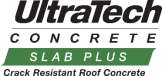 UltraTech
CONCRETE
SLAB PLUS
Crack Resistant Roof Concrete